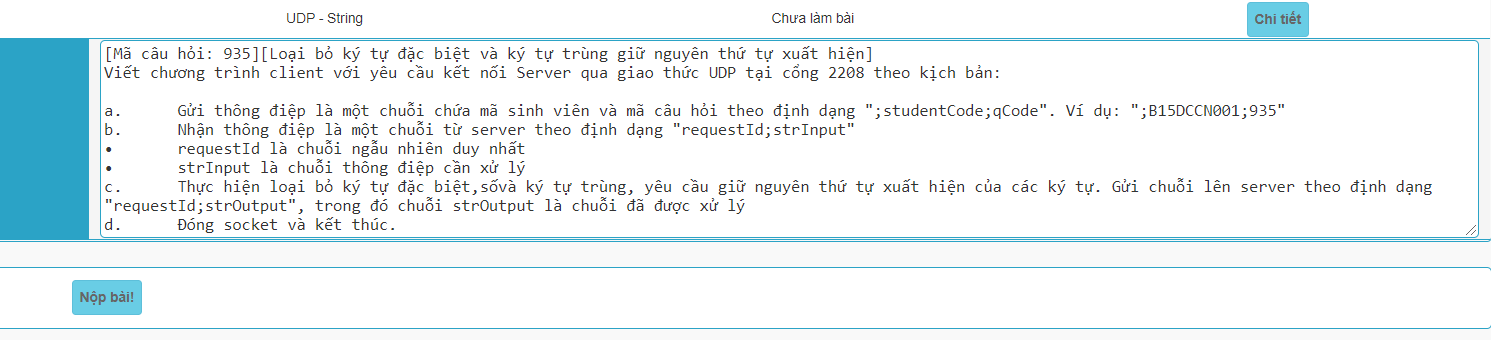 UDP - String Chưa làm bài Chi tiết
[Mã câu hỏi: 935][Loại bỏ ký tự đặc biệt và ký tự trùng giữ nguyên thứ tự xuất hiện]
Viết chương trình client với yêu cầu kết nối Server qua giao thức UDP tại cổng 2208 theo kịch bản:
a. Gửi thông điệp là một chuỗi chứa mã sinh viên và mã câu hỏi theo định dạng ";studentCode;qCode". Ví dụ: ";B15DCCN001;935"
b. Nhận thông điệp là một chuỗi từ server theo định dạng "requestId;strInput"
• requestId là chuỗi ngẫu nhiên duy nhất
• strInput là chuỗi thông điệp cần xử lý
c. Thực hiện loại bỏ ký tự đặc biệt,sốvà ký tự trùng, yêu cầu giữ nguyên thứ tự xuất hiện của các ký tự. Gửi chuỗi lên server theo định dạng
"requestId;strOutput", trong đó chuỗi strOutput là chuỗi đã được xử lý
d. Đóng socket và kết thúc.
Nộp bài!